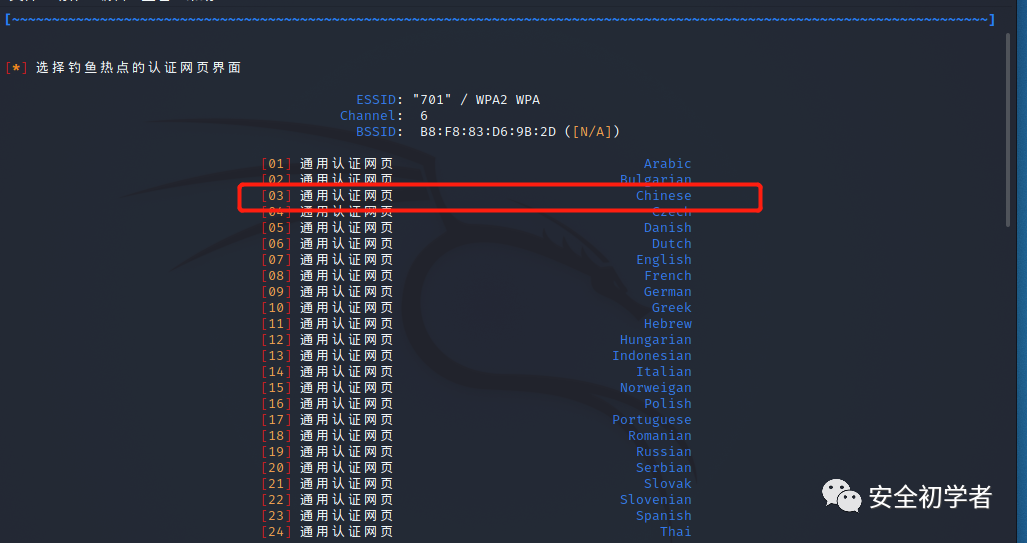 [~~~~~~~~~~~~~~~~~~~~~~~~~~~~~~~~~~~~~~~~~~~~~~~~~~~~~~~~~~~~~~~~~~~~~~~~~~~~~~~~~~~~~~~~~~~~~~~~~~~~~~~~~~~~~~~~~~~~~~~~~~]
[*] 选择钓鱼热点的认证网页界面
ESSID: "701" / WPA2 WPA
Channel: 6
BSSID: B8:F8:83:D6:9B:2D ([N/A])
[01] 通用认证网页 Arabic
[02] 通用认证网页 Bulgarian
[03] 通用认证网页 Chinese
[04] 通用认证网页 Czech
[05] 通用认证网页 Danish
[06] 通用认证网页 Dutch
[07] 通用认证网页 English
[08] 通用认证网页 French
[09] 通用认证网页 German
[10] 通用认证网页 Greek
[11] 通用认证网页 Hebrew
[12] 通用认证网页 Hungarian
[13] 通用认证网页 Indonesian
[14] 通用认证网页 Italian
[15] 通用认证网页 Norweigan
[16] 通用认证网页 Polish
[17] 通用认证网页 Portuguese
[18] 通用认证网页 Romanian
[19] 通用认证网页 Russian
[20] 通用认证网页 Serbian
[21] 通用认证网页 Slovak
[22] 通用认证网页 Slovenian
[23] 通用认证网页 Spanish
[24] 通用认证网页 Thai
安全初学者